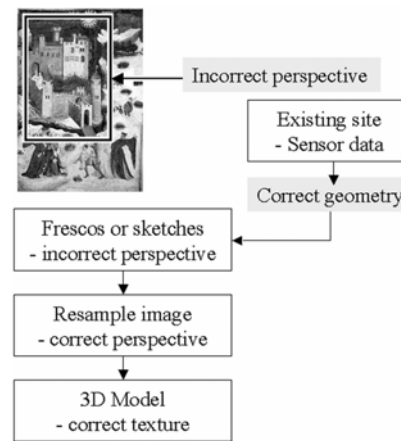 Incorrect perspective
Existing site
- Sensor data
Correct geometry
Frescos or sketches
- incorrect perspective
Resample image
- correct perspective
3D Model
- correct texture